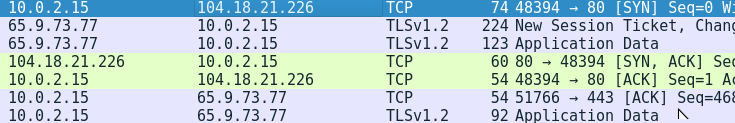 10.0.2.15 104.18.21.226 TCP 74 48394 → 80 [SYN] Seq=0
65.9.73.77 10.0.2.15 TLSv1.2 224 New Session Ticket,
65.9.73.77 10.0.2.15 TLSv1.2 123 Application Data
104.18.21.226 10.0.2.15 TCP 60 80 → 48394 [SYN, ACK]
10.0.2.15 104.18.21.226 TCP 54 48394 → 80 [ACK] Seq=1
10.0.2.15 65.9.73.77 TCP 54 51766 → 443 [ACK] Seq=468
10.0.2.15 65.9.73.77 TLSv1.2 92 Application Data